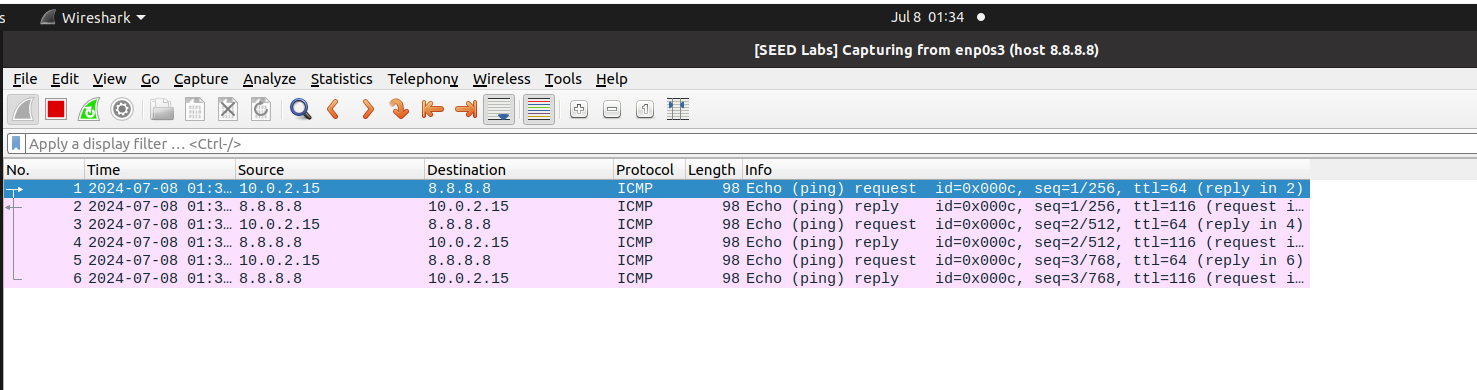 s Wireshark Jul 8 01:34
[SEED Labs] Capturing from enp0s3 (host 8.8.8.8)
File Edit View Go Capture Analyze Statistics Telephony Wireless Tools Help
Apply a display filter … <Ctrl-/>
No. Time Source Destination Protocol Length Info
1 2024-07-08 01:3… 10.0.2.15 8.8.8.8 ICMP 98 Echo (ping) request id=0x000c, seq=1/256, ttl=64 (reply in 2)
2 2024-07-08 01:3… 8.8.8.8 10.0.2.15 ICMP 98 Echo (ping) reply id=0x000c, seq=1/256, ttl=116 (request i…
3 2024-07-08 01:3… 10.0.2.15 8.8.8.8 ICMP 98 Echo (ping) request id=0x000c, seq=2/512, ttl=64 (reply in 4)
4 2024-07-08 01:3… 8.8.8.8 10.0.2.15 ICMP 98 Echo (ping) reply id=0x000c, seq=2/512, ttl=116 (request i…
5 2024-07-08 01:3… 10.0.2.15 8.8.8.8 ICMP 98 Echo (ping) request id=0x000c, seq=3/768, ttl=64 (reply in 6)
6 2024-07-08 01:3… 8.8.8.8 10.0.2.15 ICMP 98 Echo (ping) reply id=0x000c, seq=3/768, ttl=116 (request i…